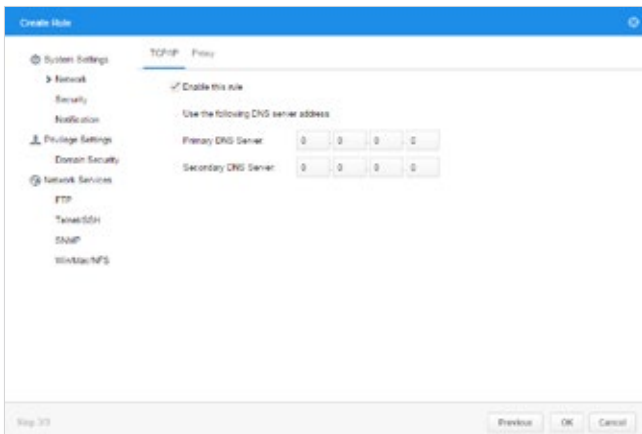 Create Rule
System Settings
Network
Security
Notification
Privilege Settings
Domain Security
Network Services
FTP
Telnet/SSH
SNMP
Win/Mac/NFS
TCP/IP Proxy
Enable this rule
Use the following DNS server address
Primary DNS Server: 0 . 0 . 0 . 0
Secondary DNS Server: 0 . 0 . 0 . 0
Step 3/3
Previous OK Cancel